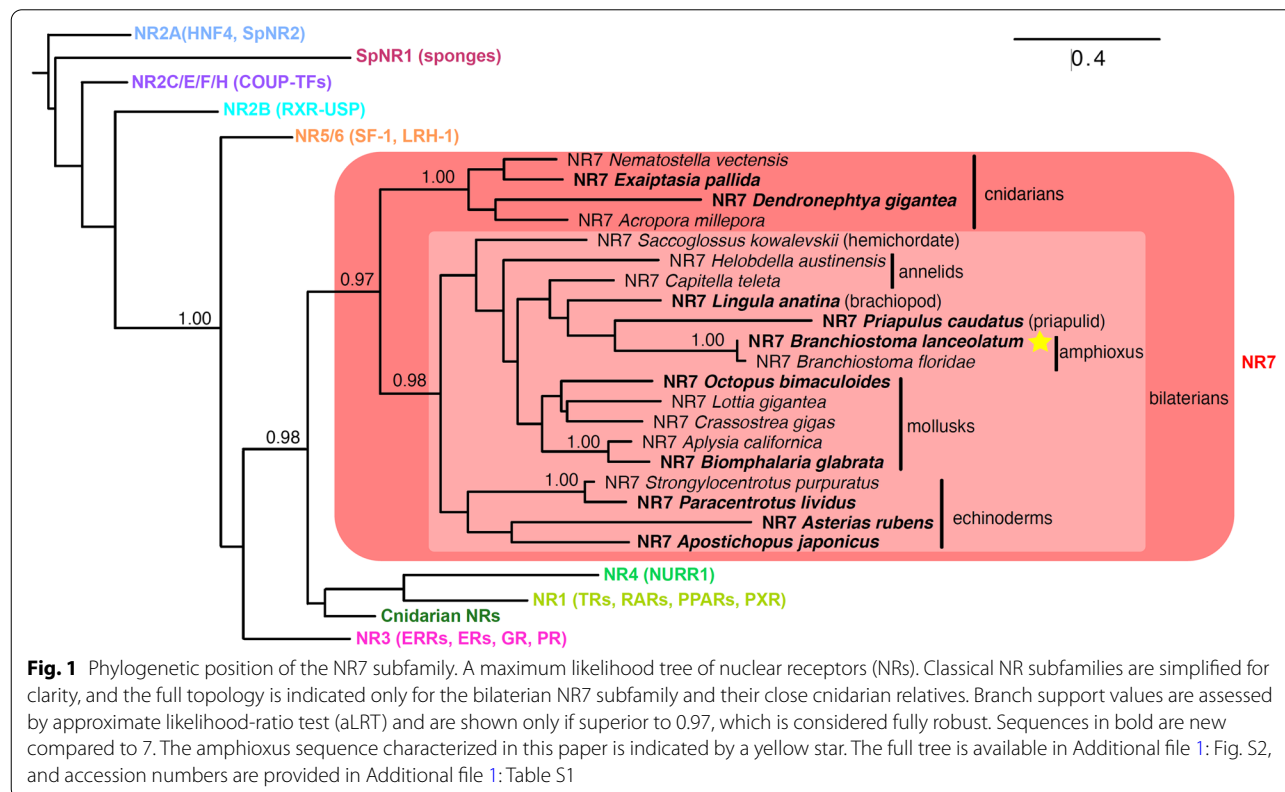 NR2A(HNF4, SpNR2)
SpNR1 (sponges)
0.4
NR2C/E/F/H (COUP-TFs)
NR2B (RXR-USP)
NR5/6 (SF-1, LRH-1)
NR7 Nematostella vectensis
1.00
NR7 Exaiptasia pallida
cnidarians
NR7 Dendronephtya gigantea
NR7 Acropora millepora
NR7 Saccoglossus kowalevskii (hemichordate)
NR7 Helobdella austinensis
annelids
0.97
NR7 Capitella teleta
NR7 Lingula anatina (brachiopod)
1.00
NR7 Priapulus caudatus (priapulid)
1.00
NR7 Branchiostoma lanceolatum
amphioxus
NR7 Branchiostoma floridae
NR7
0.98
NR7 Octopus bimaculoides
bilaterians
NR7 Lottia gigantea
mollusks
NR7 Crassostrea gigas
0.98
1.00
NR7 Aplysia californica
NR7 Biomphalaria glabrata
1.00
NR7 Strongylocentrotus purpuratus
NR7 Paracentrotus lividus
echinoderms
NR7 Asterias rubens
NR7 Apostichopus japonicus
NR4 (NURR1)
NR1 (TRs, RARs, PPARs, PXR)
Cnidarian NRs
NR3 (ERRs, ERs, GR, PR)
Fig. 1 Phylogenetic position of the NR7 subfamily. A maximum likelihood tree of nuclear receptors (NRs). Classical NR subfamilies are simplified for
clarity, and the full topology is indicated only for the bilaterian NR7 subfamily and their close cnidarian relatives. Branch support values are assessed
by approximate likelihood-ratio test (aLRT) and are shown only if superior to 0.97, which is considered fully robust. Sequences in bold are new
compared to 7. The amphioxus sequence characterized in this paper is indicated by a yellow star. The full tree is available in Additional file 1: Fig. S2,
and accession numbers are provided in Additional file 1: Table S1